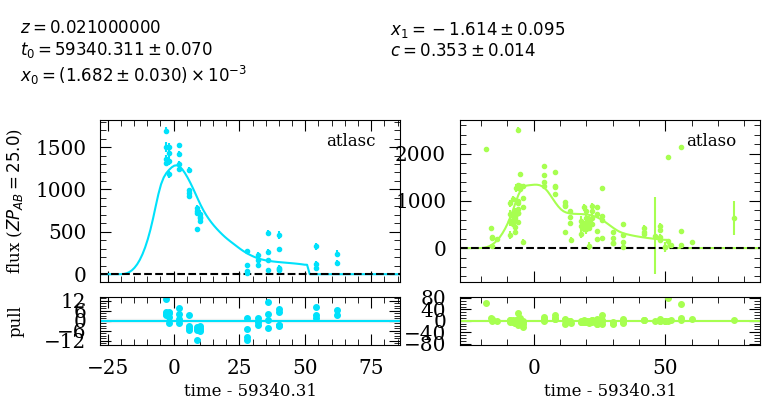 z = 0.021000000
t₀ = 59340.311 ± 0.070
x₀ = (1.682 ± 0.030) × 10⁻³
x₁ = −1.614 ± 0.095
c = 0.353 ± 0.014
flux (ZP_{AB} = 25.0)
1500
1000
500
0
atlasc
2000
1000
0
atlaso
pull
12
6
0
−6
−12
80
40
0
−40
−80
−25 0 25 50 75
0 50
time - 59340.31
time - 59340.31